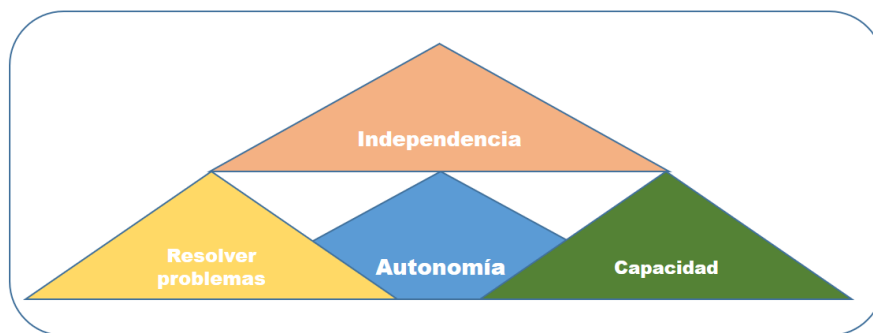 Independencia
Resolver
problemas
Autonomía
Capacidad